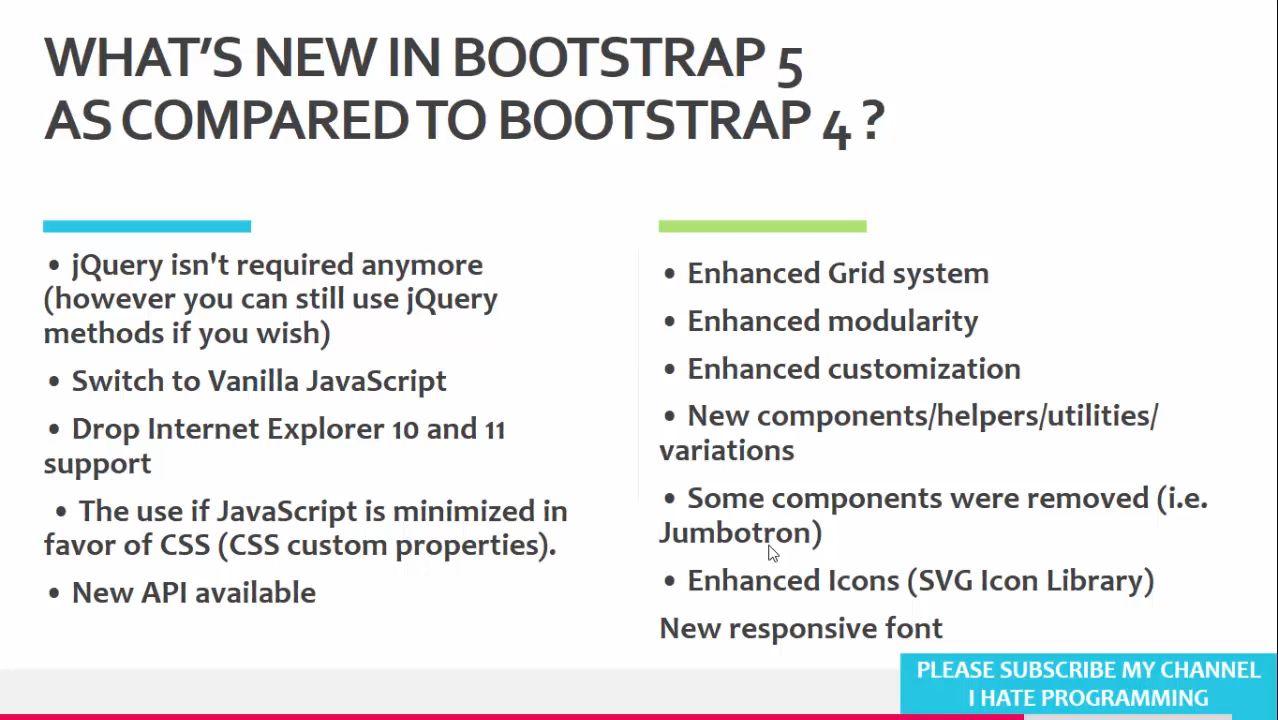 WHAT'S NEW IN BOOTSTRAP 5
AS COMPARED TO BOOTSTRAP 4 ?
• jQuery isn't required anymore
(however you can still use jQuery
methods if you wish)
• Switch to Vanilla JavaScript
• Drop Internet Explorer 10 and 11
support
• The use if JavaScript is minimized in
favor of CSS (CSS custom properties).
• New API available
• Enhanced Grid system
• Enhanced modularity
• Enhanced customization
• New components/helpers/utilities/
variations
• Some components were removed (i.e.
Jumbotron)
• Enhanced Icons (SVG Icon Library)
New responsive font
PLEASE SUBSCRIBE MY CHANNEL
I HATE PROGRAMMING